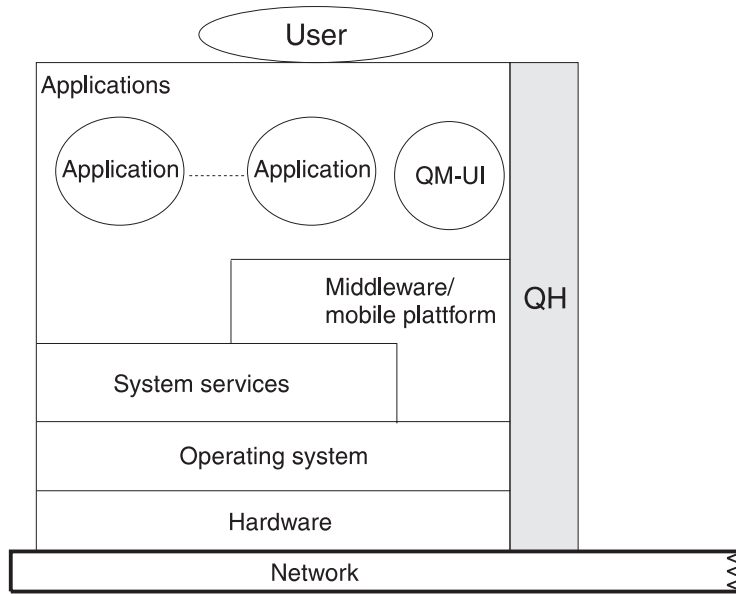 User
Applications
Application
Application
QM-UI
Middleware/
mobile plattform
QH
System services
Operating system
Hardware
Network